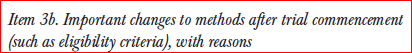 Item 3b. Important changes to methods after trial commencement
(such as eligibility criteria), with reasons